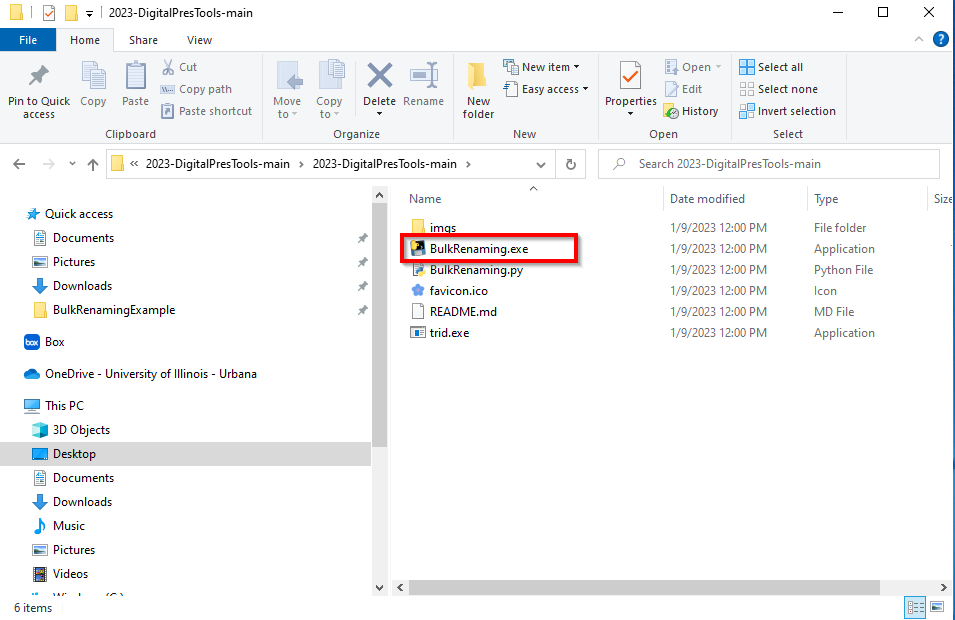 2023-DigitalPresTools-main
File Home Share View
Pin to Quick access
Copy
Paste
Cut
Copy path
Paste shortcut
Clipboard
Move to
Copy to
Delete
Rename
Organize
New folder
New item
Easy access
New
Properties
Open
Edit
History
Open
Select all
Select none
Invert selection
Select
« 2023-DigitalPresTools-main › 2023-DigitalPresTools-main ›
Search 2023-DigitalPresTools-main
Quick access
Documents
Pictures
Downloads
BulkRenamingExample
box Box
OneDrive - University of Illinois - Urbana
This PC
3D Objects
Desktop
Documents
Downloads
Music
Pictures
Videos
Name Date modified Type Size
imgs 1/9/2023 12:00 PM File folder
BulkRenaming.exe 1/9/2023 12:00 PM Application
BulkRenaming.py 1/9/2023 12:00 PM Python File
favicon.ico 1/9/2023 12:00 PM Icon
README.md 1/9/2023 12:00 PM MD File
trid.exe 1/9/2023 12:00 PM Application
6 items